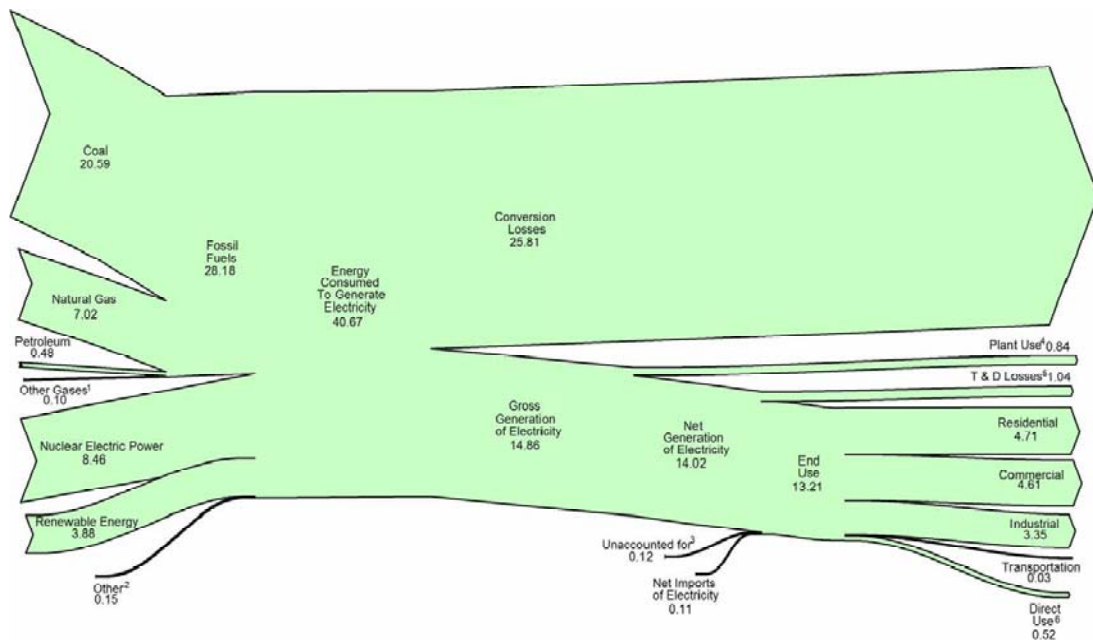 Coal
20.59
Natural Gas
7.02
Petroleum
0.48
Other Gases¹
0.10
Nuclear Electric Power
8.46
Renewable Energy
3.88
Other²
0.15
Fossil
Fuels
28.18
Energy
Consumed
To Generate
Electricity
40.67
Conversion
Losses
25.81
Gross
Generation
of Electricity
14.86
Net
Generation
of Electricity
14.02
End
Use
13.21
Unaccounted for³
0.12
Net Imports
of Electricity
0.11
Plant Use⁴ 0.84
T & D Losses⁵ 1.04
Residential
4.71
Commercial
4.61
Industrial
3.35
Transportation
0.03
Direct
Use⁶
0.52